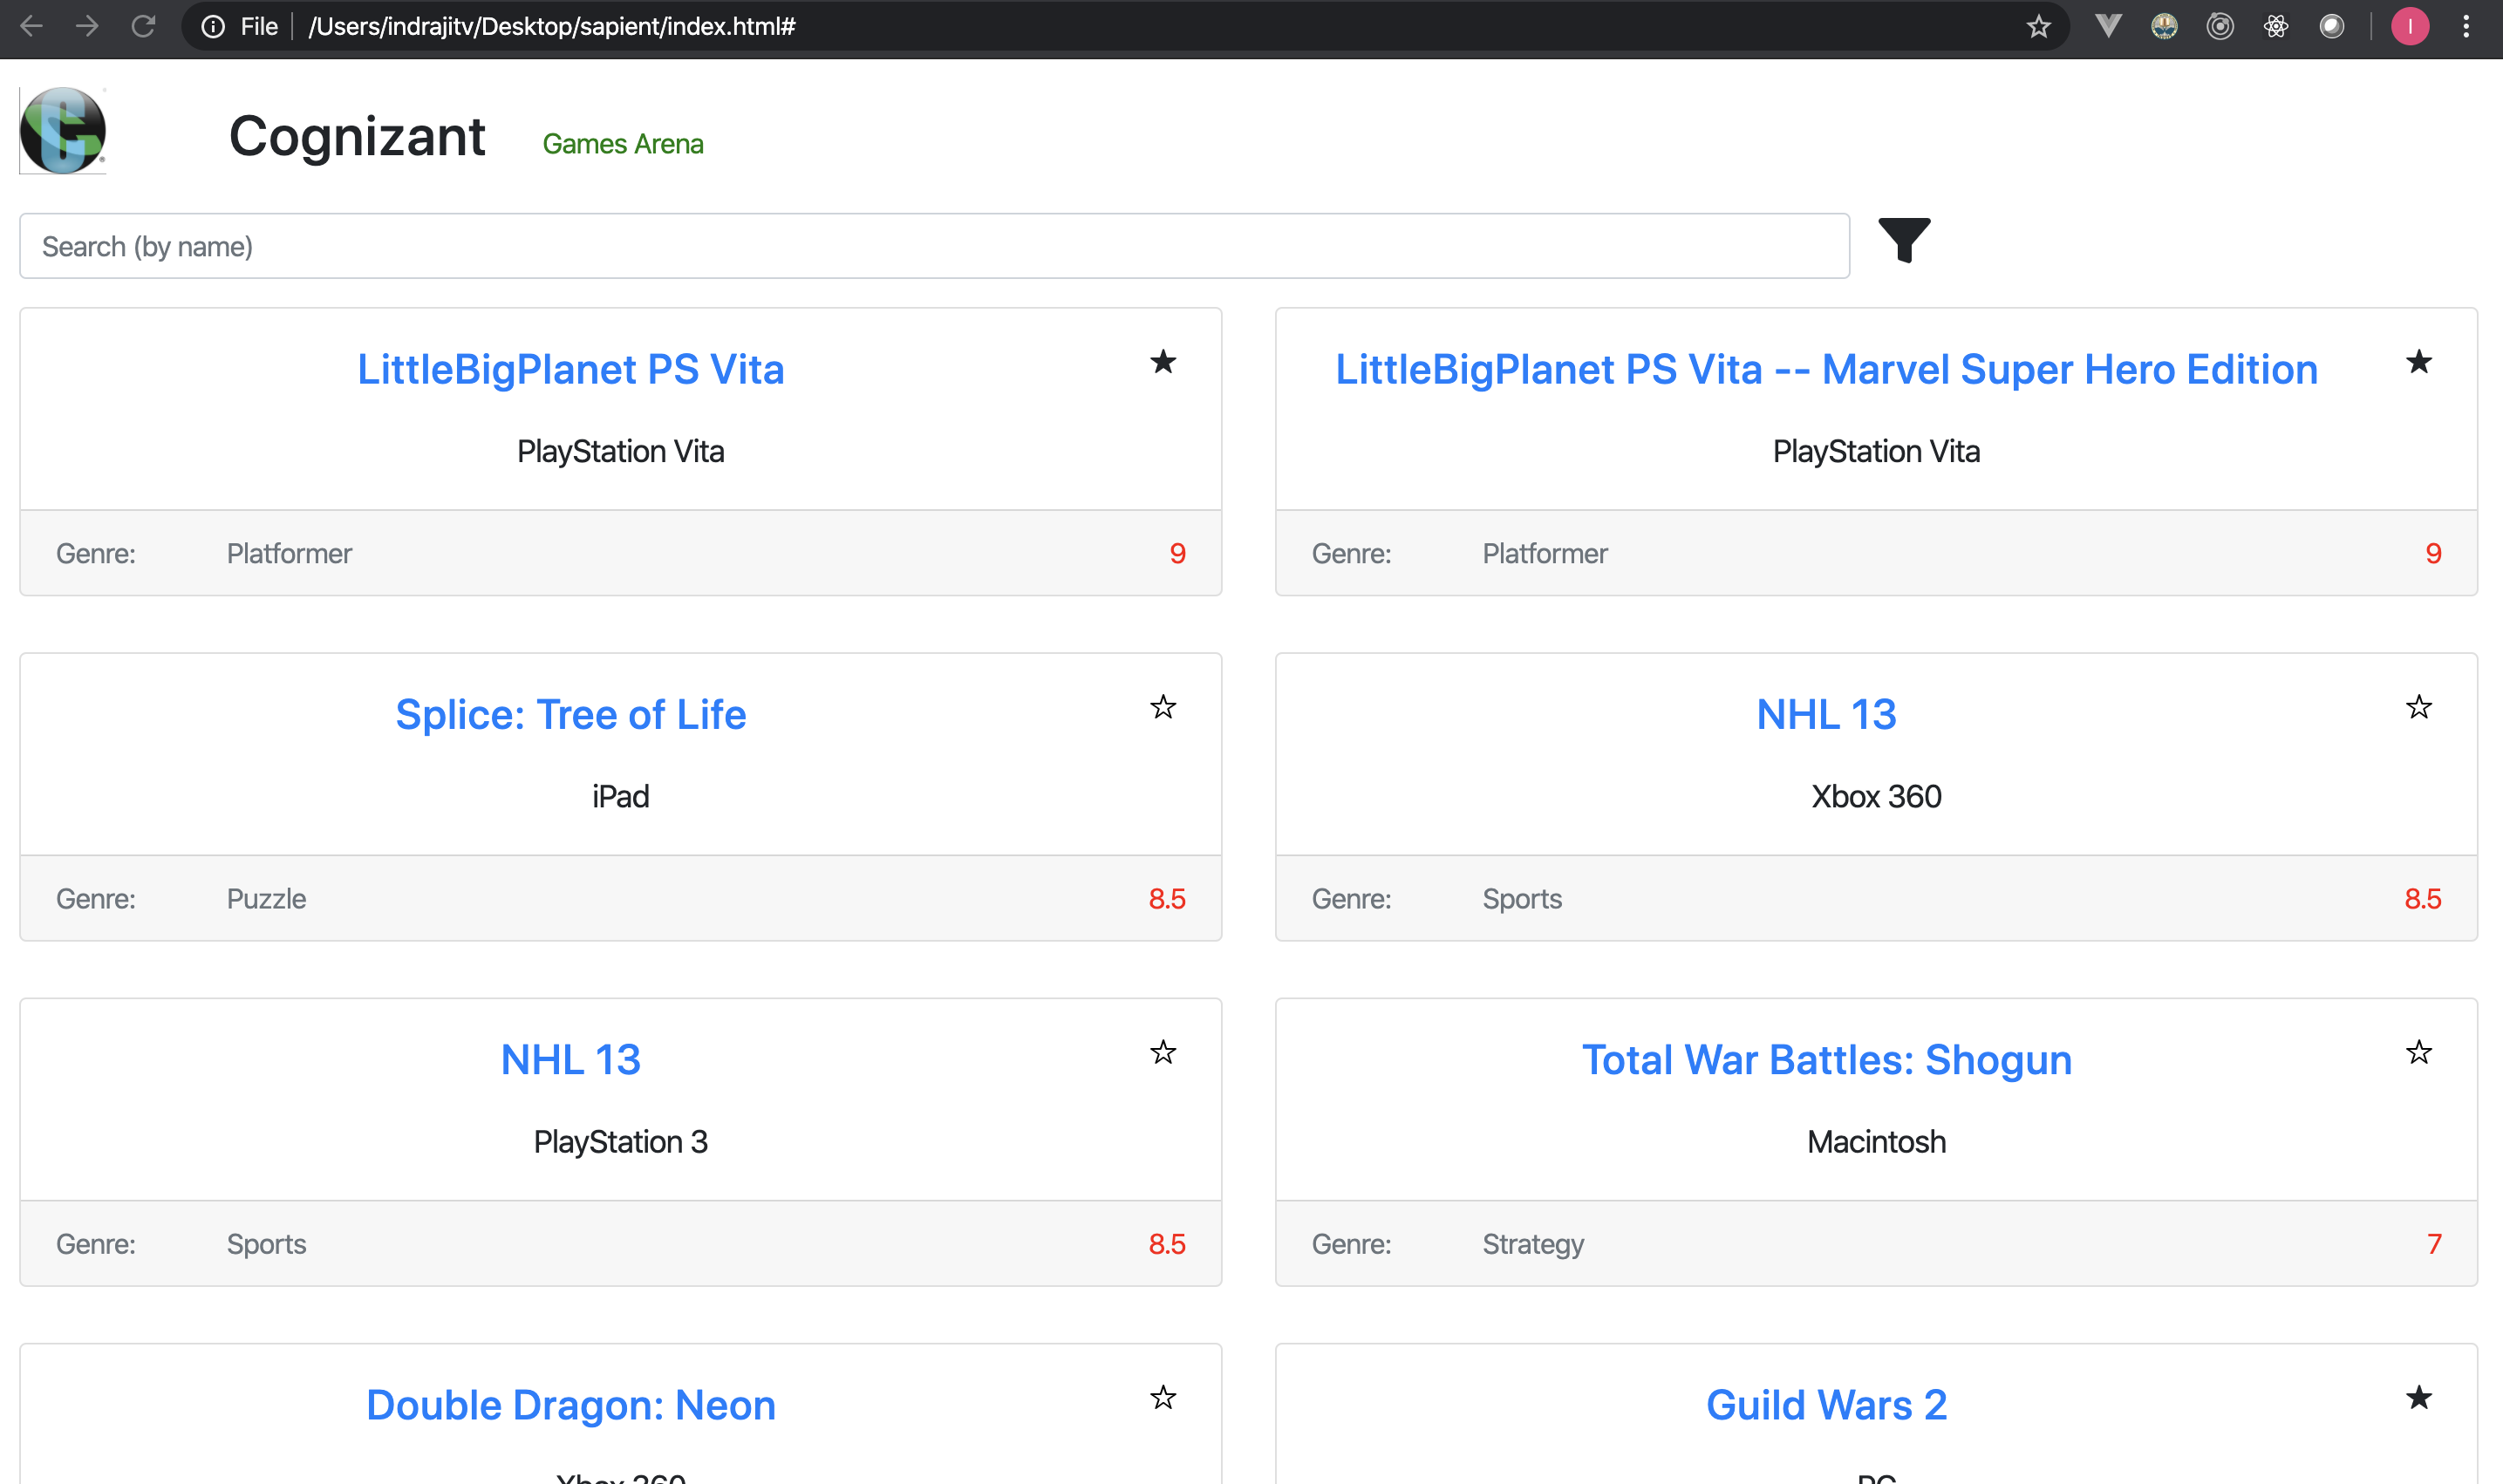 File /Users/indrajitv/Desktop/sapient/index.html#
I
Cognizant Games Arena
Search (by name)
LittleBigPlanet PS Vita
PlayStation Vita
Genre: Platformer 9
LittleBigPlanet PS Vita -- Marvel Super Hero Edition
PlayStation Vita
Genre: Platformer 9
Splice: Tree of Life
iPad
Genre: Puzzle 8.5
NHL 13
Xbox 360
Genre: Sports 8.5
NHL 13
PlayStation 3
Genre: Sports 8.5
Total War Battles: Shogun
Macintosh
Genre: Strategy 7
Double Dragon: Neon
Xbox 360
Guild Wars 2
PC